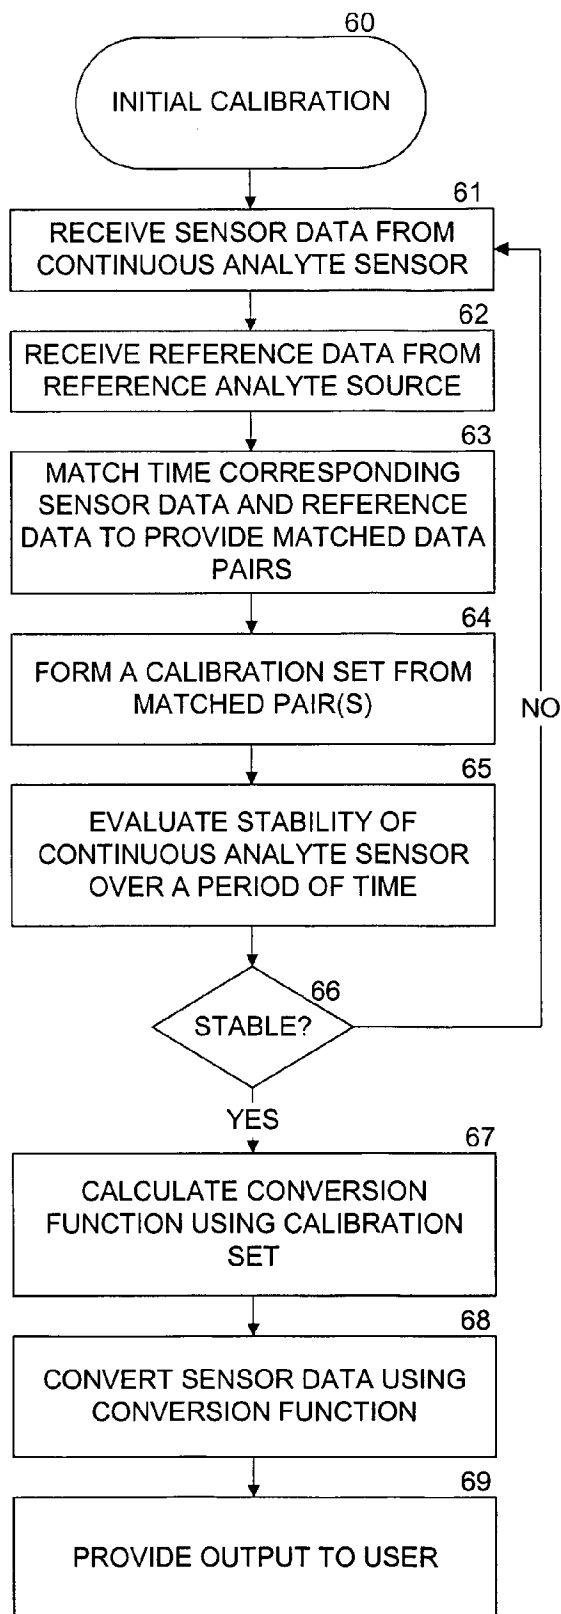 60
INITIAL CALIBRATION
61
RECEIVE SENSOR DATA FROM
CONTINUOUS ANALYTE SENSOR
62
RECEIVE REFERENCE DATA FROM
REFERENCE ANALYTE SOURCE
63
MATCH TIME CORRESPONDING
SENSOR DATA AND REFERENCE
DATA TO PROVIDE MATCHED DATA
PAIRS
64
FORM A CALIBRATION SET FROM
MATCHED PAIR(S)
NO
65
EVALUATE STABILITY OF
CONTINUOUS ANALYTE SENSOR
OVER A PERIOD OF TIME
66
STABLE?
YES
67
CALCULATE CONVERSION
FUNCTION USING CALIBRATION
SET
68
CONVERT SENSOR DATA USING
CONVERSION FUNCTION
69
PROVIDE OUTPUT TO USER